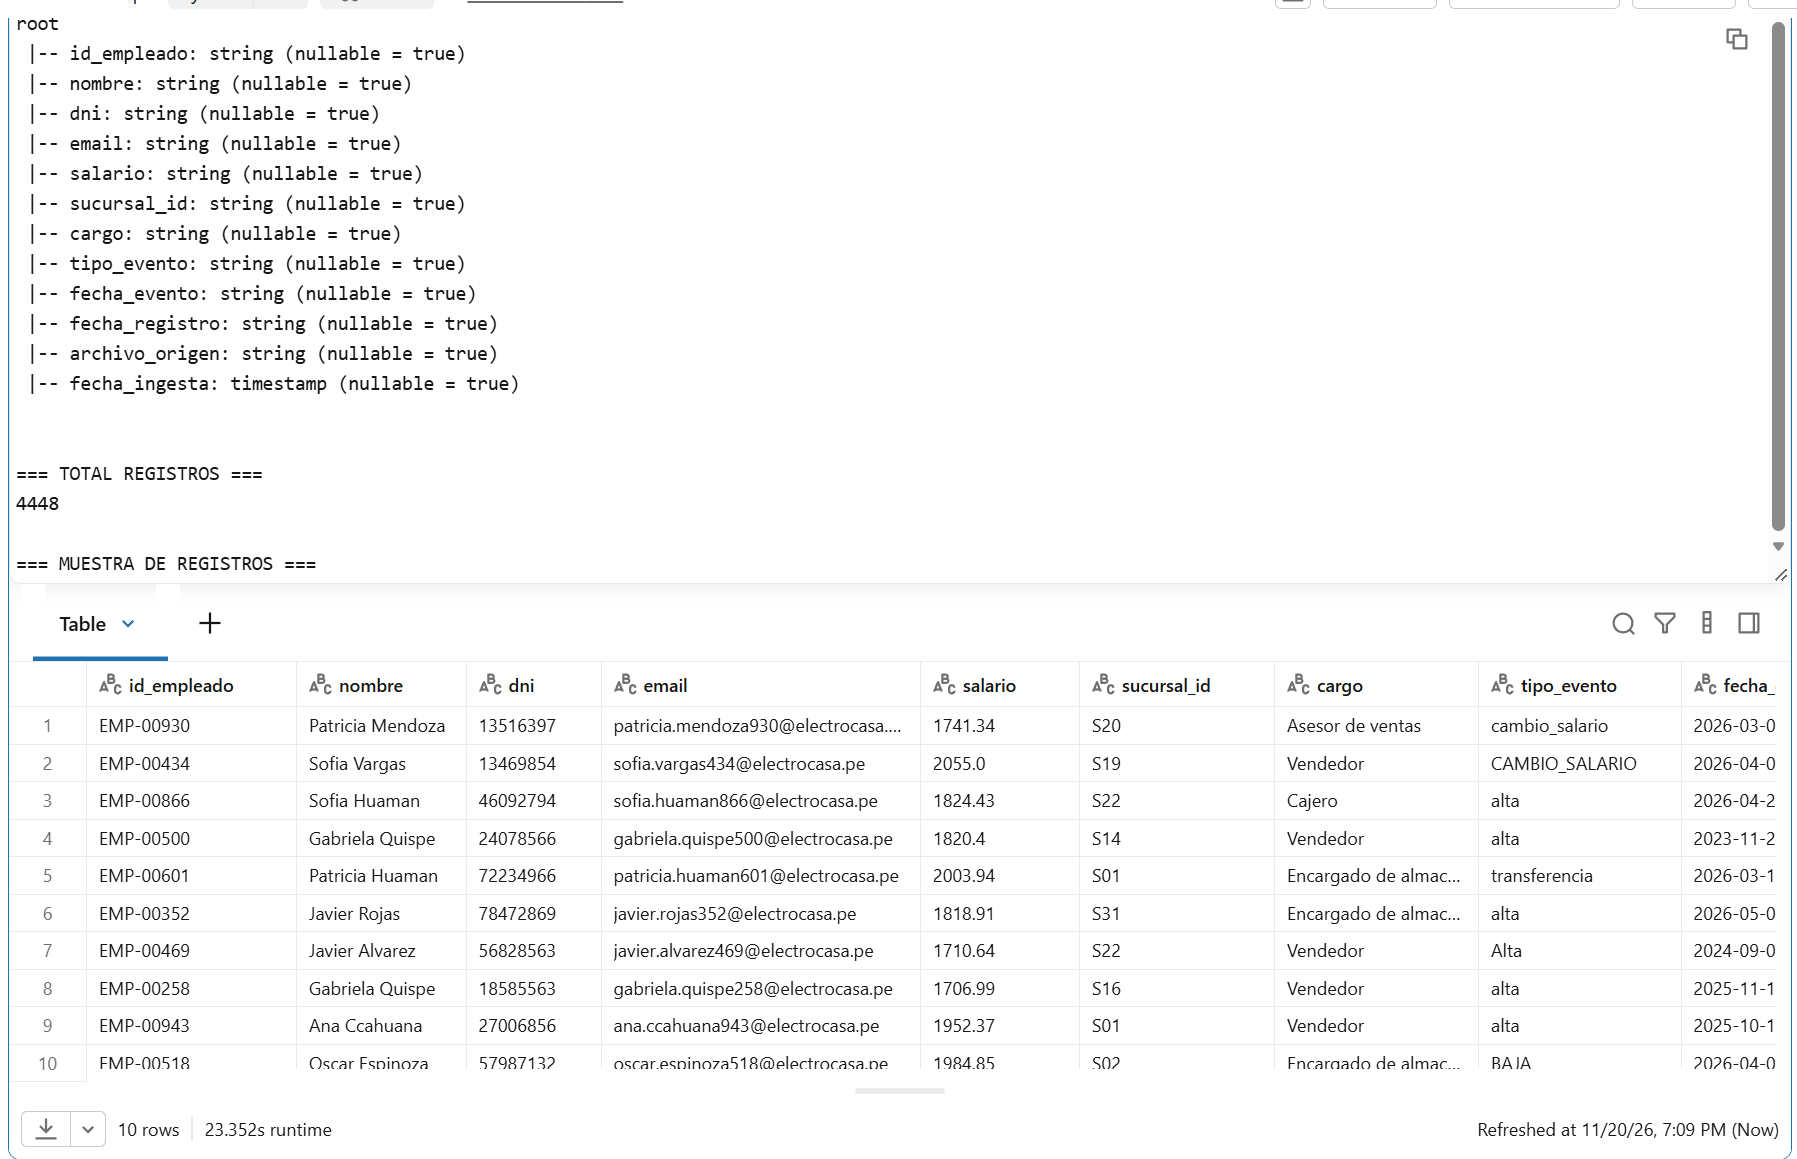 root
 |-- id_empleado: string (nullable = true)
 |-- nombre: string (nullable = true)
 |-- dni: string (nullable = true)
 |-- email: string (nullable = true)
 |-- salario: string (nullable = true)
 |-- sucursal_id: string (nullable = true)
 |-- cargo: string (nullable = true)
 |-- tipo_evento: string (nullable = true)
 |-- fecha_evento: string (nullable = true)
 |-- fecha_registro: string (nullable = true)
 |-- archivo_origen: string (nullable = true)
 |-- fecha_ingesta: timestamp (nullable = true)
=== TOTAL REGISTROS ===
4448
=== MUESTRA DE REGISTROS ===
Table
id_empleado nombre dni email salario sucursal_id cargo tipo_evento fecha_
1 EMP-00930 Patricia Mendoza 13516397 patricia.mendoza930@electrocasa.... 1741.34 S20 Asesor de ventas cambio_salario 2026-03-0
2 EMP-00434 Sofia Vargas 13469854 sofia.vargas434@electrocasa.pe 2055.0 S19 Vendedor CAMBIO_SALARIO 2026-04-0
3 EMP-00866 Sofia Huaman 46092794 sofia.huaman866@electrocasa.pe 1824.43 S22 Cajero alta 2026-04-2
4 EMP-00500 Gabriela Quispe 24078566 gabriela.quispe500@electrocasa.pe 1820.4 S14 Vendedor alta 2023-11-2
5 EMP-00601 Patricia Huaman 72234966 patricia.huaman601@electrocasa.pe 2003.94 S01 Encargado de almac... transferencia 2026-03-1
6 EMP-00352 Javier Rojas 78472869 javier.rojas352@electrocasa.pe 1818.91 S31 Encargado de almac... alta 2026-05-0
7 EMP-00469 Javier Alvarez 56828563 javier.alvarez469@electrocasa.pe 1710.64 S22 Vendedor Alta 2024-09-0
8 EMP-00258 Gabriela Quispe 18585563 gabriela.quispe258@electrocasa.pe 1706.99 S16 Vendedor alta 2025-11-1
9 EMP-00943 Ana Ccahuana 27006856 ana.ccahuana943@electrocasa.pe 1952.37 S01 Vendedor alta 2025-10-1
10 EMP-00518 Oscar Espinoza 57987132 oscar.espinoza518@electrocasa.pe 1984.85 S02 Encargado de almac... BAJA 2026-04-0
10 rows 23.352s runtime
Refreshed at 11/20/26, 7:09 PM (Now)